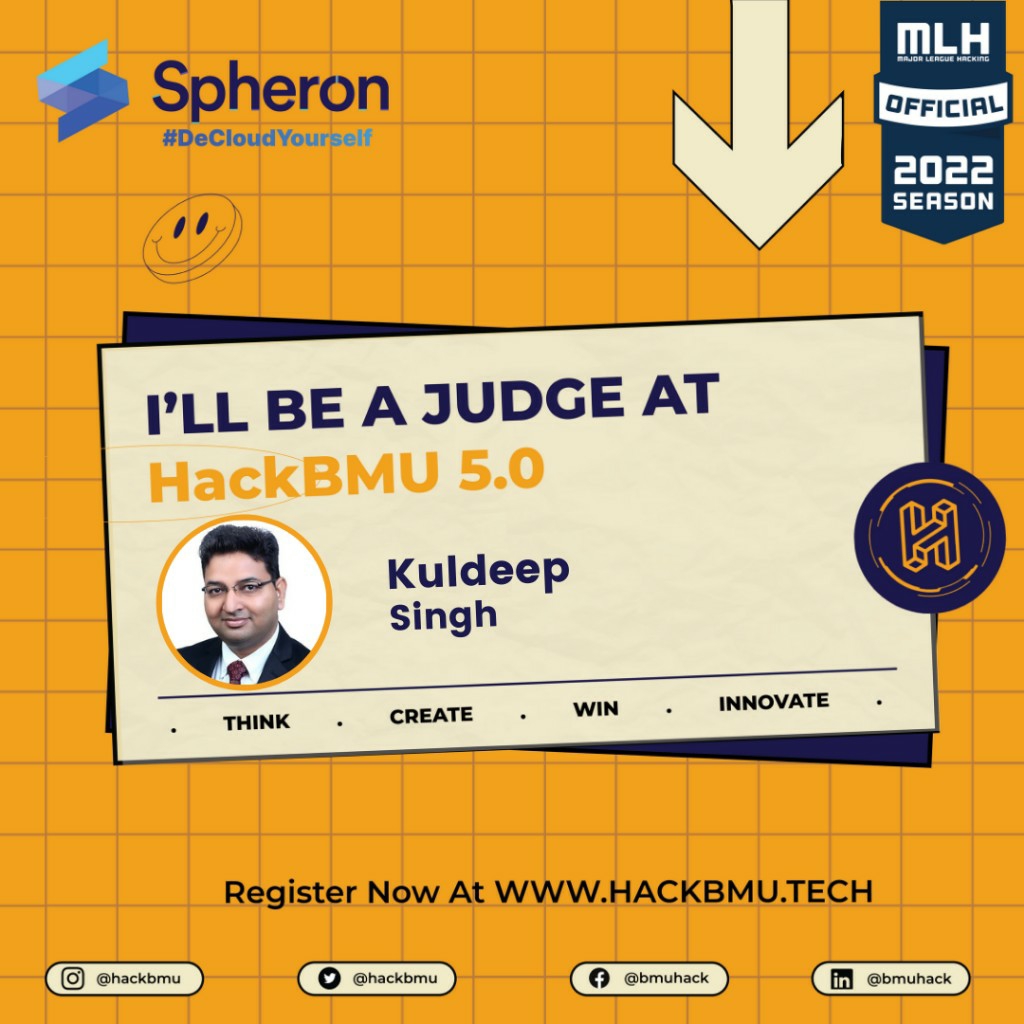 Spheron
#DeCloudYourself
MLH
MAJOR LEAGUE HACKING
OFFICIAL
2022
SEASON
I’LL BE A JUDGE AT
HackBMU 5.0
Kuldeep
Singh
. THINK . CREATE . WIN . INNOVATE .
Register Now At WWW.HACKBMU.TECH
@hackbmu @hackbmu @bmuhack @bmuhack